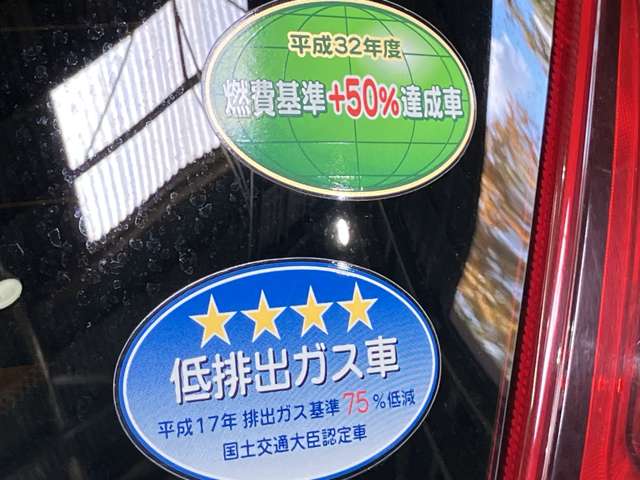 平成32年度
燃費基準+50%達成車
低排出ガス車
平成17年 排出ガス基準75%低減
国土交通大臣認定車